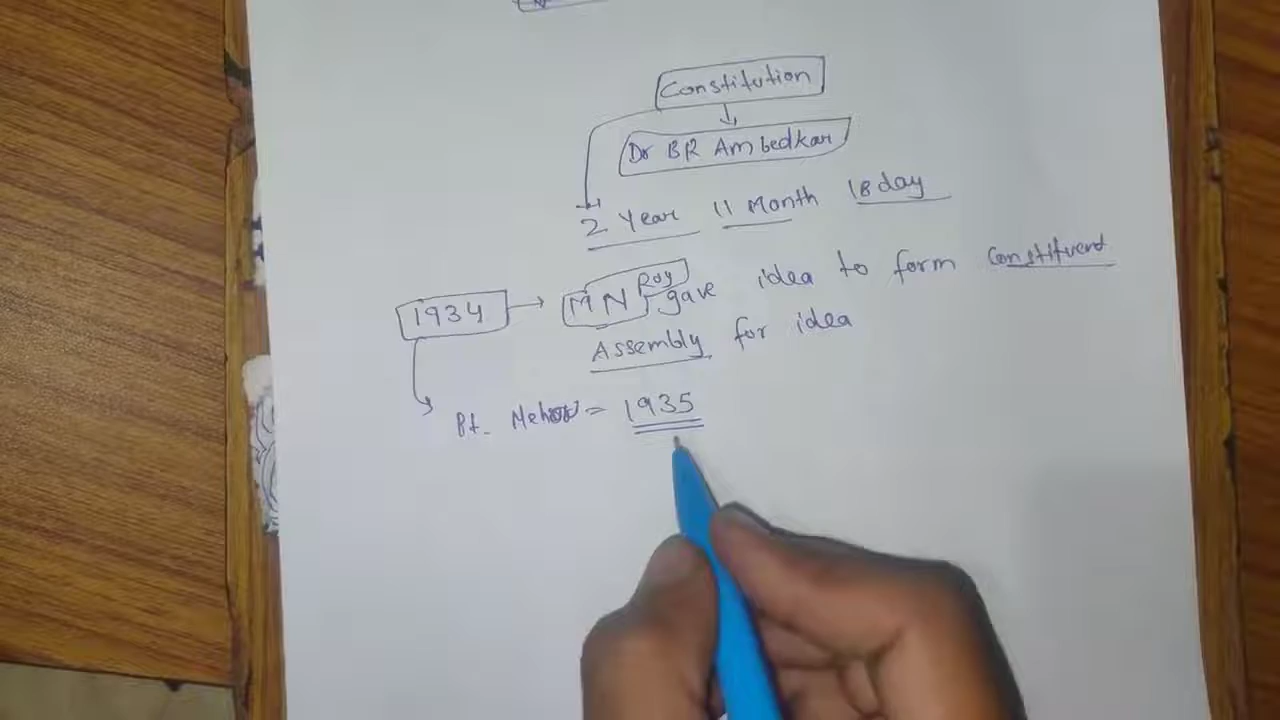 Constitution
Dr BR Ambedkar
2 Year 11 Month 18 day
1934 → MN Roy gave idea to form Constituent
Assembly for idea
Pt. = 1935